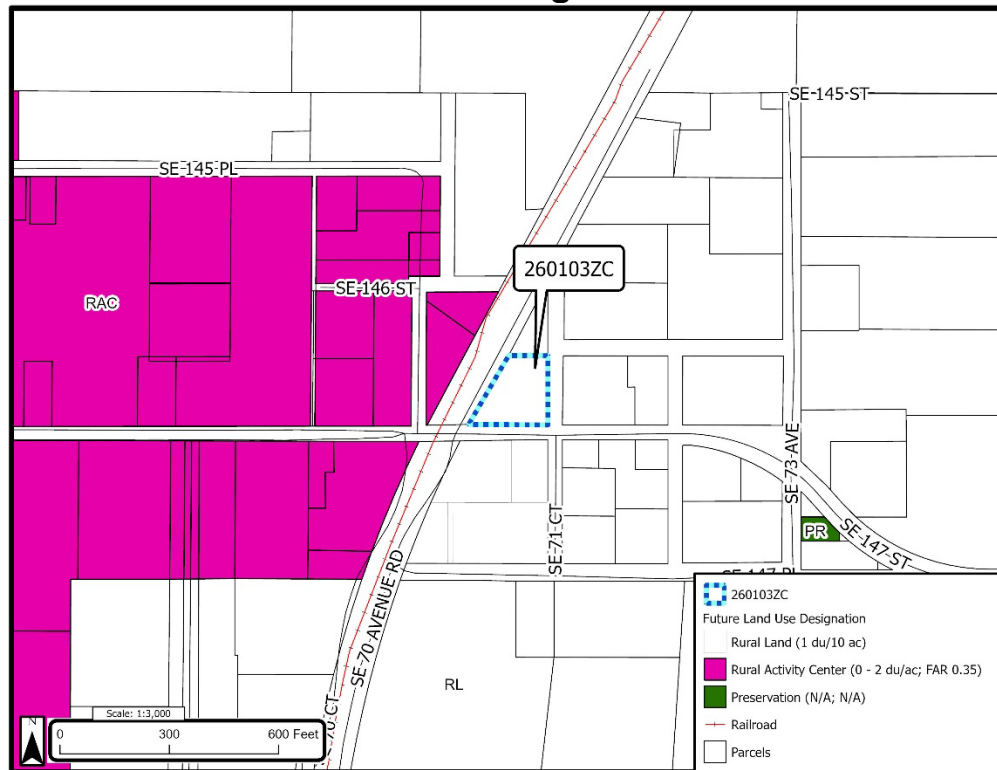 SE-145-ST
SE-145-PL
260103ZC
SE-146-ST
RAC
SE-73-AVE
SE-71-CT
PR
SE-147-ST
SE-70-AVENUE-RD
RL
260103ZC
Future Land Use Designation
Rural Land (1 du/10 ac)
Rural Activity Center (0 - 2 du/ac; FAR 0.35)
Preservation (N/A; N/A)
Railroad
Parcels
Scale: 1:3,000
N
0 300 600 Feet